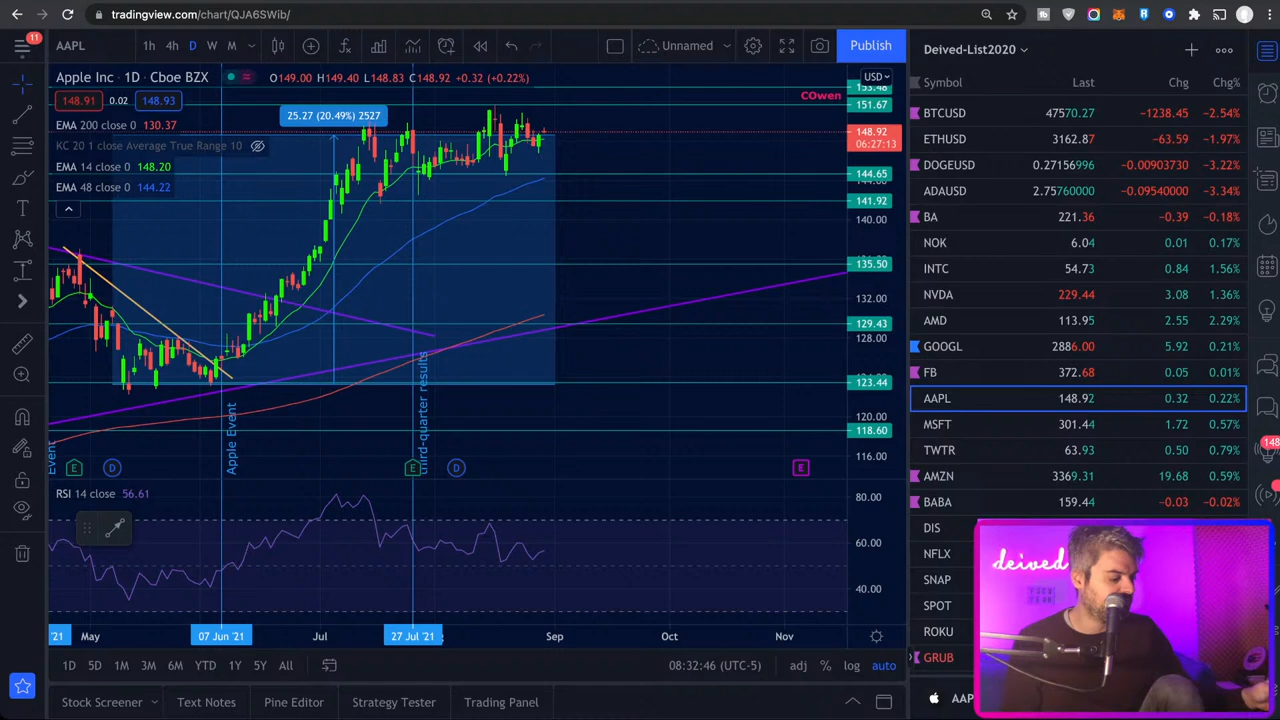 tradingview.com/chart/QJA6SWib/
11
AAPL
1h 4h D W M
Unnamed
Publish
Apple Inc · 1D · Cboe BZX
O149.00 H149.40 L148.83 C148.92 +0.32 (+0.22%)
148.91 0.02 148.93
EMA 200 close 0 130.37
KC 20 1 close Average True Range 10
EMA 14 close 0 148.20
EMA 48 close 0 144.22
25.27 (20.49%) 2527
COwen
USD
153.48
151.67
148.92
06:27:13
144.65
144.00
141.92
140.00
135.50
132.00
129.43
128.00
123.44
120.00
118.60
116.00
Event
Apple Event
third-quarter results
E D E D E
RSI 14 close 56.61
80.00
60.00
40.00
'21 May 07 Jun '21 Jul 27 Jul '21 Sep Oct Nov
1D 5D 1M 3M 6M YTD 1Y 5Y All
08:32:46 (UTC-5) adj % log auto
Stock Screener Text Notes Pine Editor Strategy Tester Trading Panel
Deived-List2020
Symbol Last Chg Chg%
BTCUSD 47570.27 −1238.45 −2.54%
ETHUSD 3162.87 −63.59 −1.97%
DOGEUSD 0.27156996 −0.00903730 −3.22%
ADAUSD 2.75760000 −0.09540000 −3.34%
BA 221.36 −0.39 −0.18%
NOK 6.04 0.01 0.17%
INTC 54.73 0.84 1.56%
NVDA 229.44 3.08 1.36%
AMD 113.95 2.55 2.29%
GOOGL 2886.00 5.92 0.21%
FB 372.68 0.05 0.01%
AAPL 148.92 0.32 0.22%
MSFT 301.44 1.72 0.57%
TWTR 63.93 0.50 0.79%
AMZN 3369.31 19.68 0.59%
BABA 159.44 −0.03 −0.02%
DIS
NFLX
SNAP
SPOT
ROKU
GRUB
AAP
148
deived